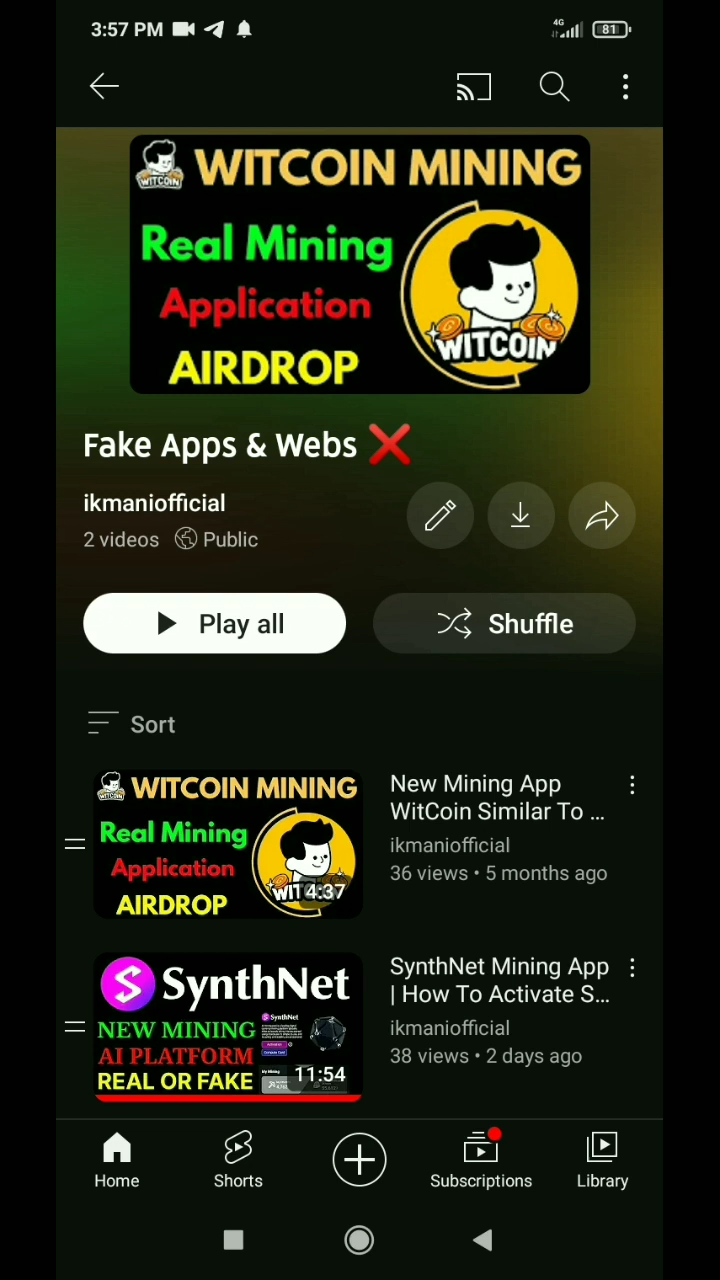 3:57 PM
4G
81
WITCOIN
WITCOIN MINING
Real Mining
Application
AIRDROP
WITCOIN
Fake Apps & Webs ❌
ikmaniofficial
2 videos Public
Play all
Shuffle
Sort
WITCOIN MINING
Real Mining
Application
AIRDROP
4:37
New Mining App
WitCoin Similar To ...
ikmaniofficial
36 views • 5 months ago
S SynthNet
NEW MINING
AI PLATFORM
REAL OR FAKE
SynthNet
11:54
SynthNet Mining App
| How To Activate S...
ikmaniofficial
38 views • 2 days ago
Home
Shorts
Subscriptions
Library